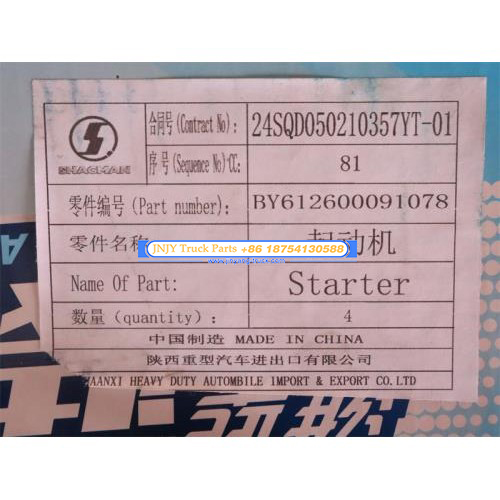 SHACMAN
合同号(Contract No): 24SQD050210357YT-01
序号(Sequence No)-CC: 81
零件编号(Part number): BY612600091078
零件名称 起动机
JNJY Truck Parts +86 18754130588
Name Of Part: Starter
数量(quantity): 4
中国制造 MADE IN CHINA
陕西重型汽车进出口有限公司
HAANXI HEAVY DUTY AUTOMBILE IMPORT & EXPORT CO.LTD